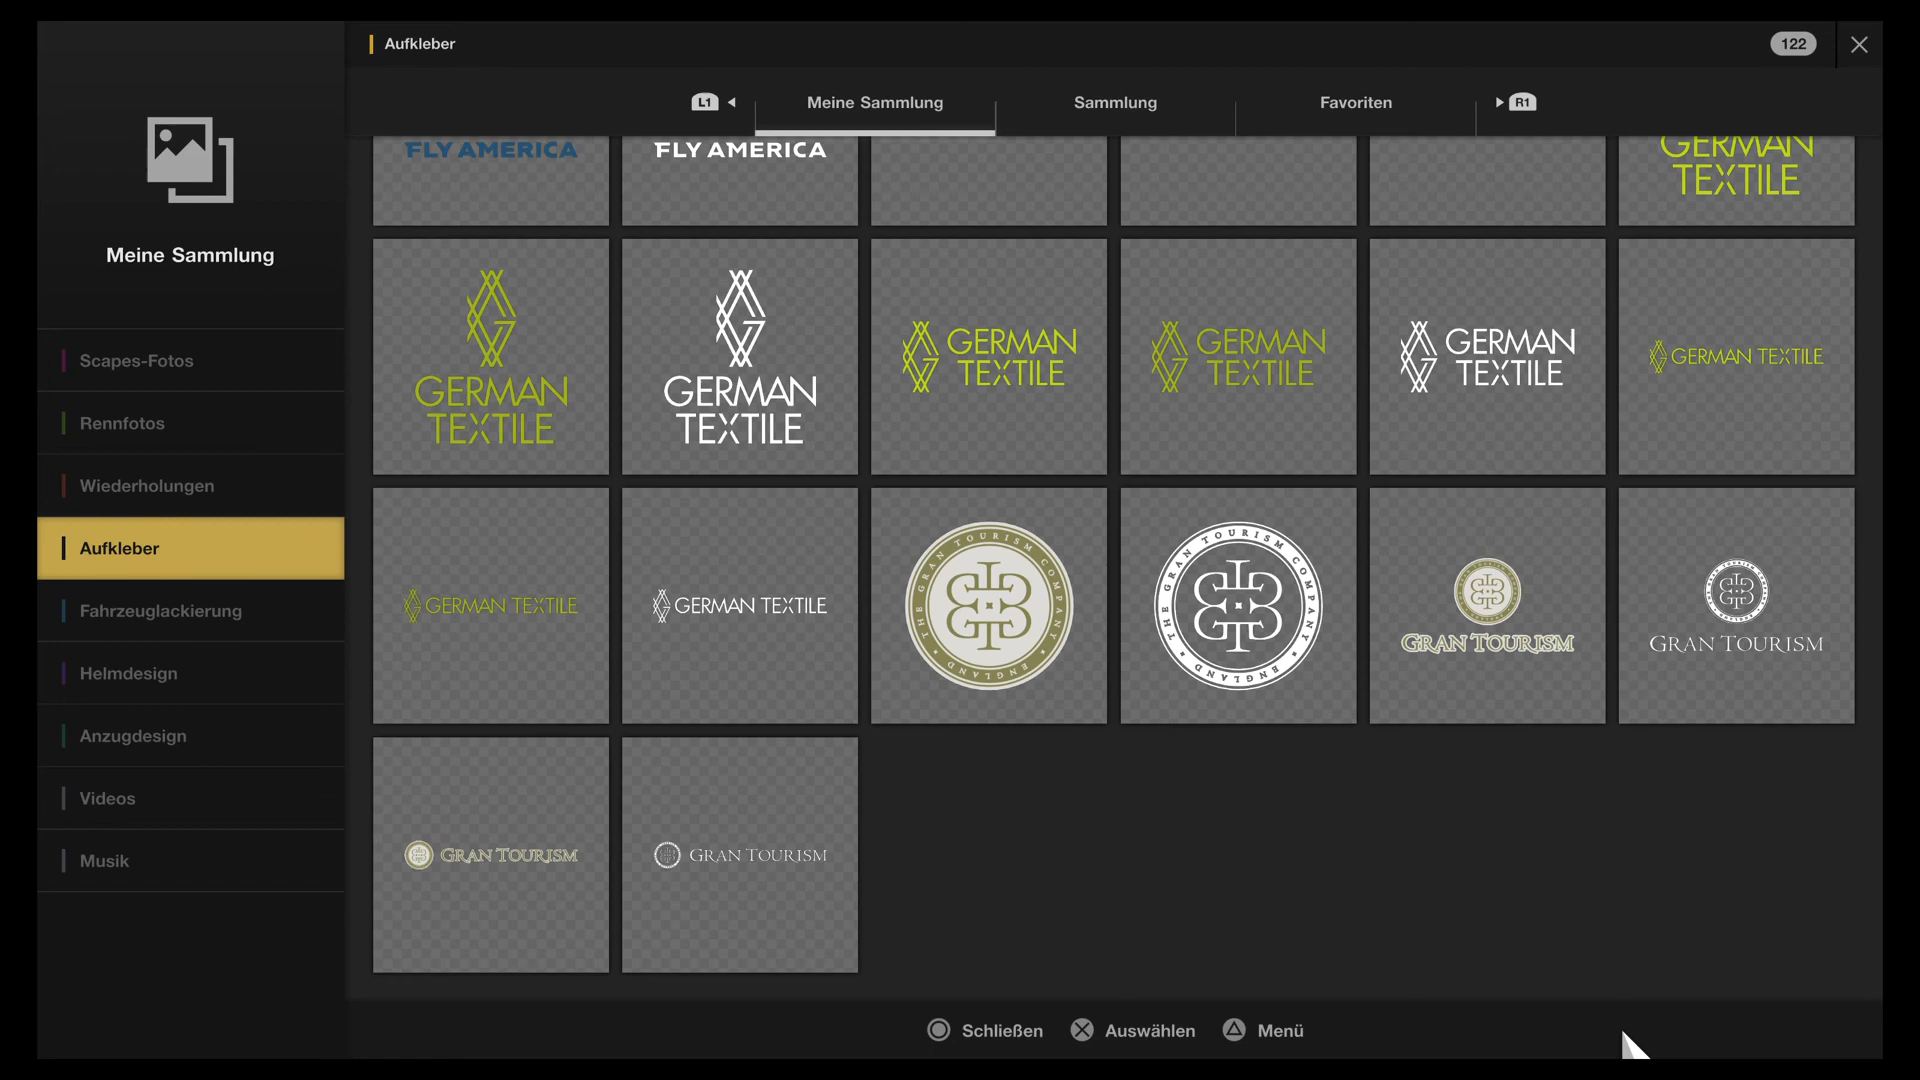 Aufkleber
122
L1
Meine Sammlung
Sammlung
Favoriten
R1
Meine Sammlung
Scapes-Fotos
Rennfotos
Wiederholungen
Aufkleber
Fahrzeuglackierung
Helmdesign
Anzugdesign
Videos
Musik
FLY AMERICA
FLY AMERICA
GERMAN
TEXTILE
GERMAN
TEXTILE
GERMAN
TEXTILE
GERMAN
TEXTILE
GERMAN
TEXTILE
GERMAN
TEXTILE
GERMAN TEXTILE
GERMAN TEXTILE
GERMAN TEXTILE
THE GRAN TOURISM COMPANY
ENGLAND
THE GRAN TOURISM COMPANY
ENGLAND
GRAN TOURISM
GRAN TOURISM
GRAN TOURISM
GRAN TOURISM
Schließen
Auswählen
Menü